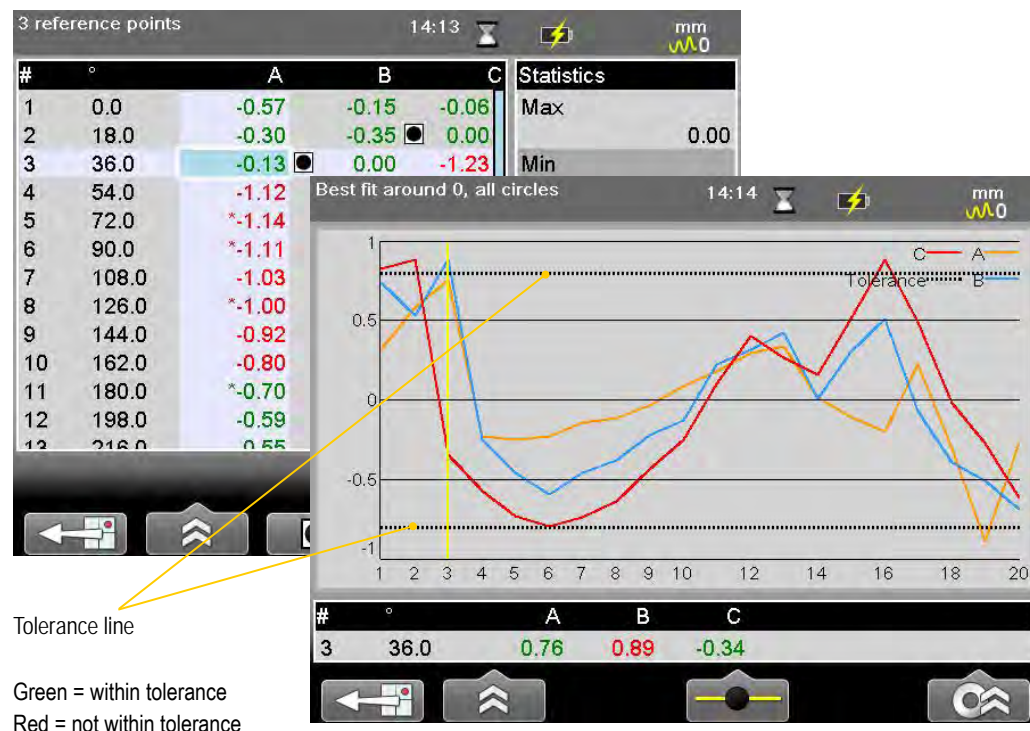 3 reference points 14:13 mm
0
# ° A B C
1 0.0 -0.57 -0.15 -0.06
2 18.0 -0.30 -0.35 0.00
3 36.0 -0.13 0.00 -1.23
4 54.0 -1.12
5 72.0 *-1.14
6 90.0 *-1.11
7 108.0 -1.03
8 126.0 *-1.00
9 144.0 -0.92
10 162.0 -0.80
11 180.0 *-0.70
12 198.0 -0.59
13 216.0 0.55
Statistics
Max
0.00
Min
Best fit around 0, all circles 14:14 mm
0
C A
Tolerance B
1
0.5
0
-0.5
-1
1 2 3 4 5 6 7 8 9 10 12 14 16 18 20
# ° A B C
3 36.0 0.76 0.89 -0.34
Tolerance line
Green = within tolerance
Red = not within tolerance